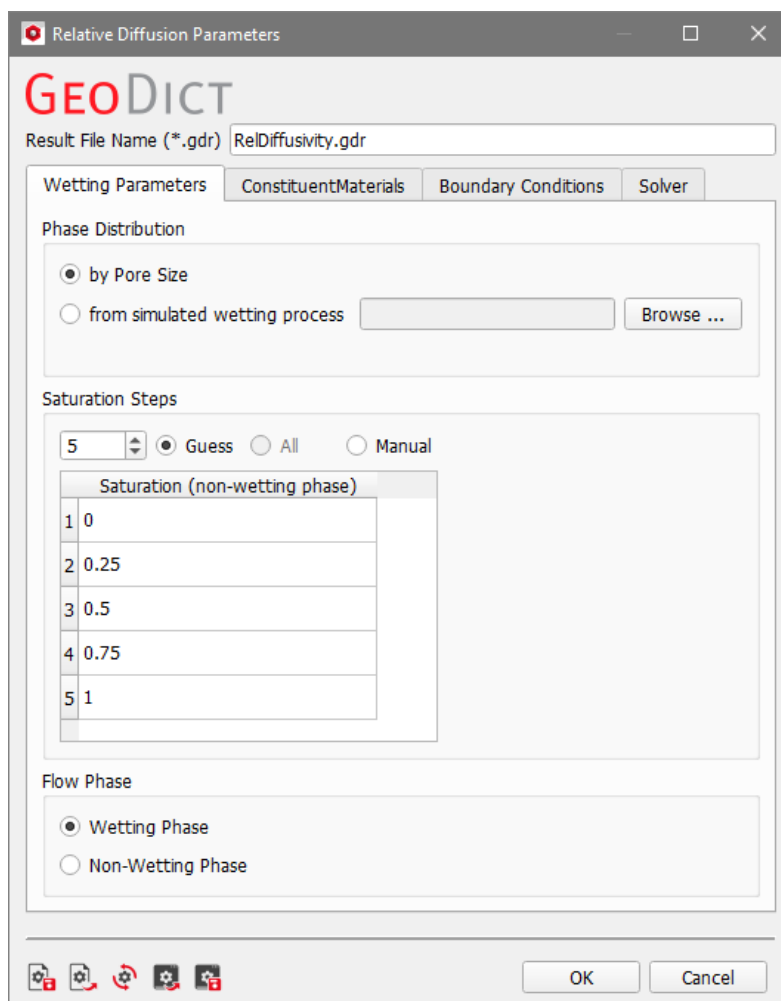 Relative Diffusion Parameters
GEODICT
Result File Name (*.gdr) RelDiffusivity.gdr
Wetting Parameters ConstituentMaterials Boundary Conditions Solver
Phase Distribution
by Pore Size
from simulated wetting process Browse ...
Saturation Steps
5 Guess All Manual
Saturation (non-wetting phase)
1 0
2 0.25
3 0.5
4 0.75
5 1
Flow Phase
Wetting Phase
Non-Wetting Phase
OK Cancel